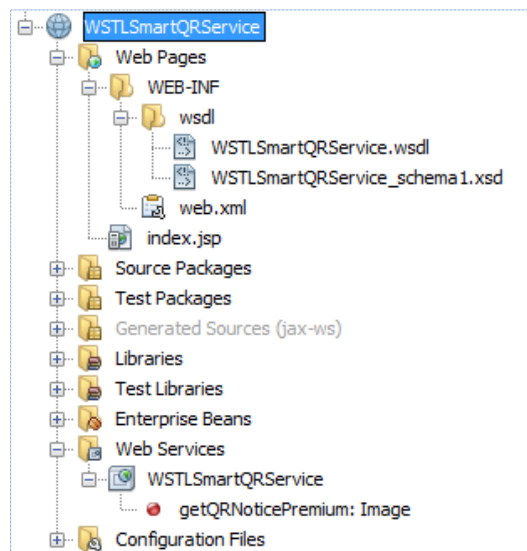 WSTLSmartQRService
Web Pages
WEB-INF
wsdl
WSTLSmartQRService.wsdl
WSTLSmartQRService_schema1.xsd
web.xml
index.jsp
Source Packages
Test Packages
Generated Sources (jax-ws)
Libraries
Test Libraries
Enterprise Beans
Web Services
WSTLSmartQRService
getQRNoticePremium: Image
Configuration Files